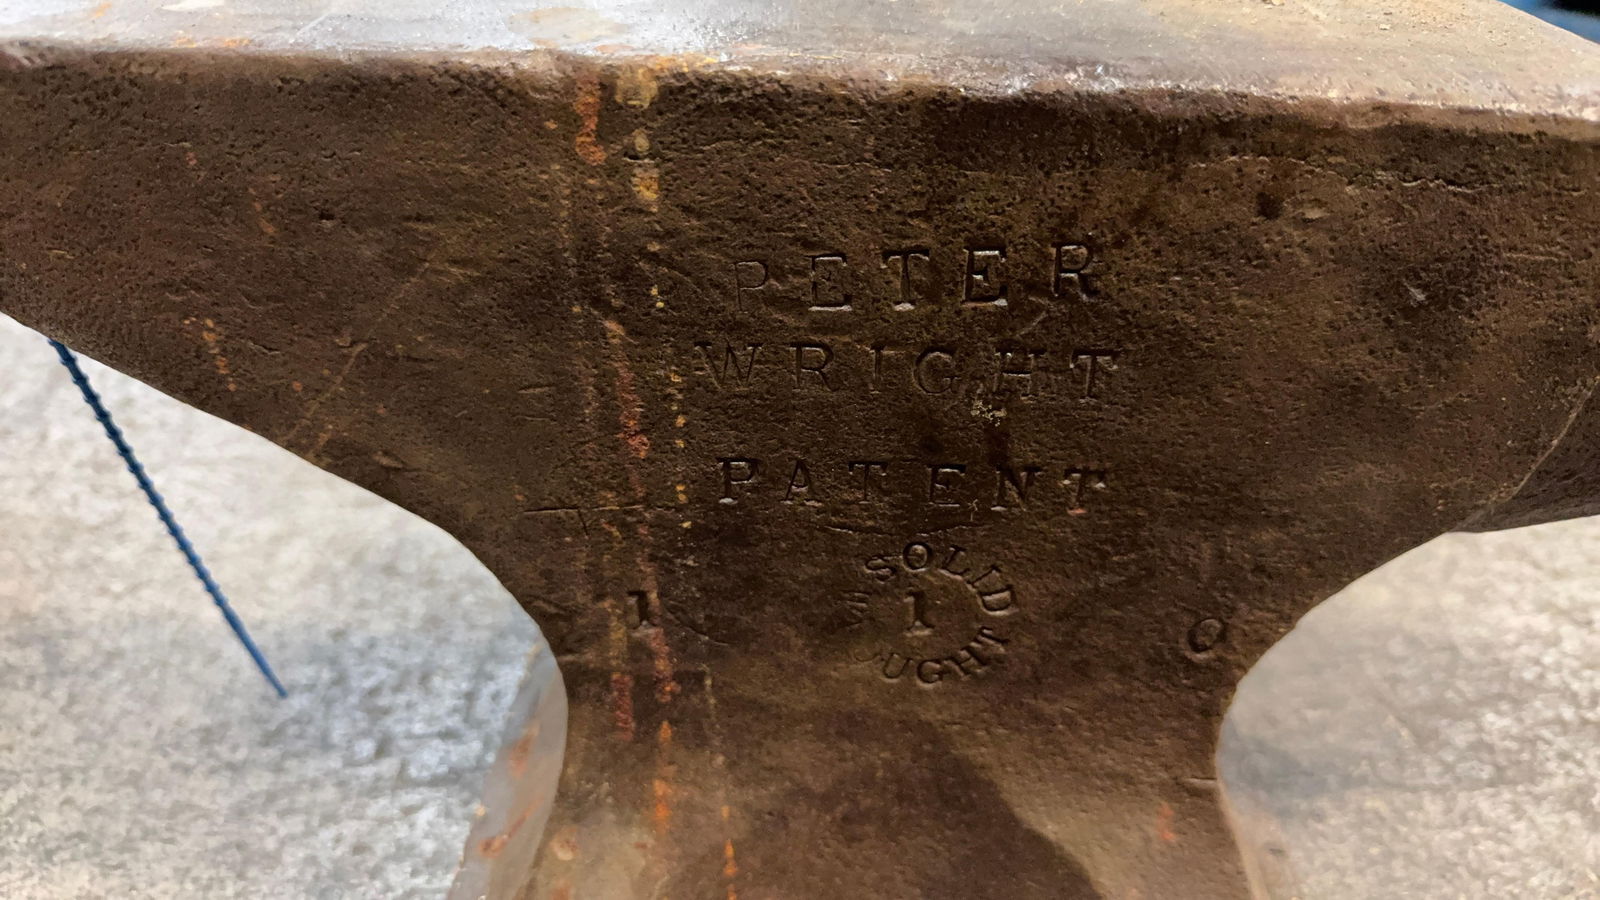 PETER
WRIGHT
PATENT
SOLID
1 1 0